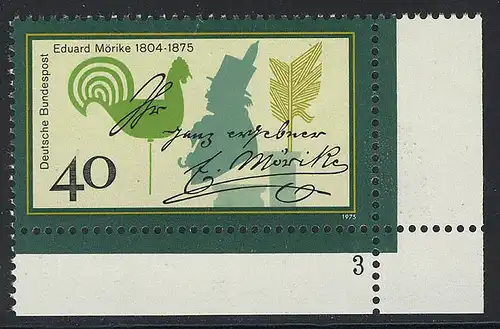 Eduard Mörike 1804-1875
Deutsche Bundespost
Ihr
ganz ergebner
E. Mörike
40
1975
3